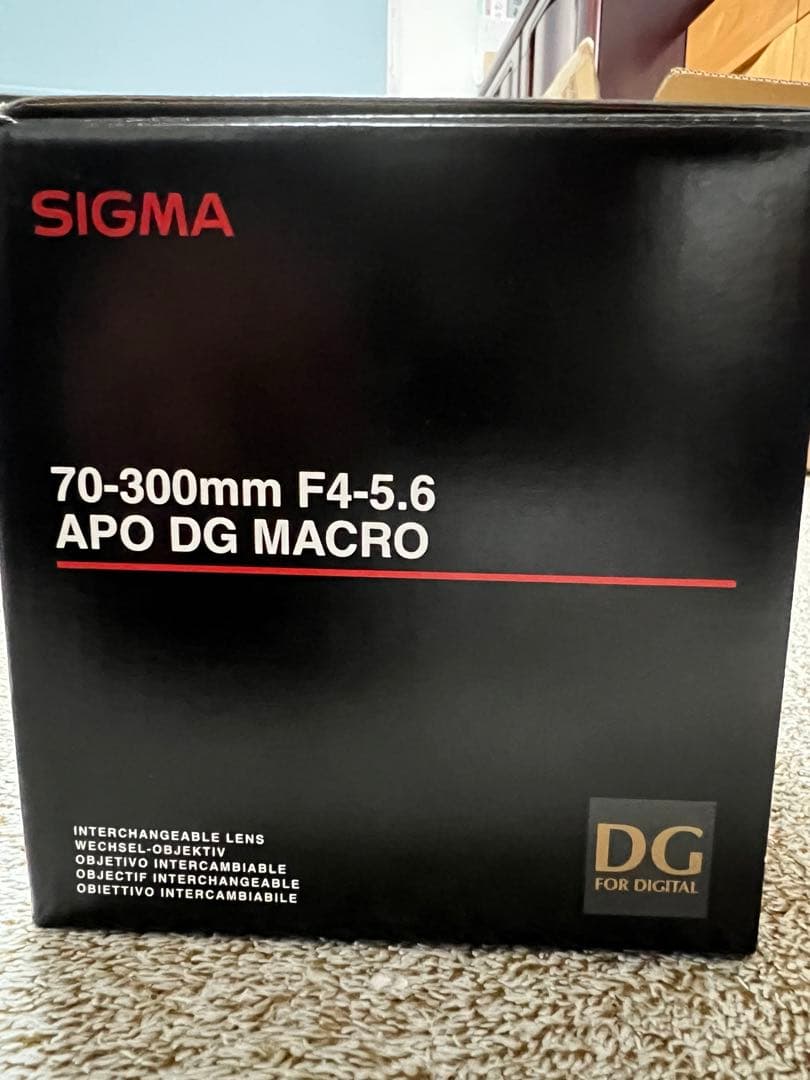 SIGMA
70-300mm F4-5.6
APO DG MACRO
INTERCHANGEABLE LENS
WECHSEL-OBJEKTIV
OBJETIVO INTERCAMBIABLE
OBJECTIF INTERCHANGEABLE
OBIETTIVO INTERCAMBIABILE
DG
FOR DIGITAL